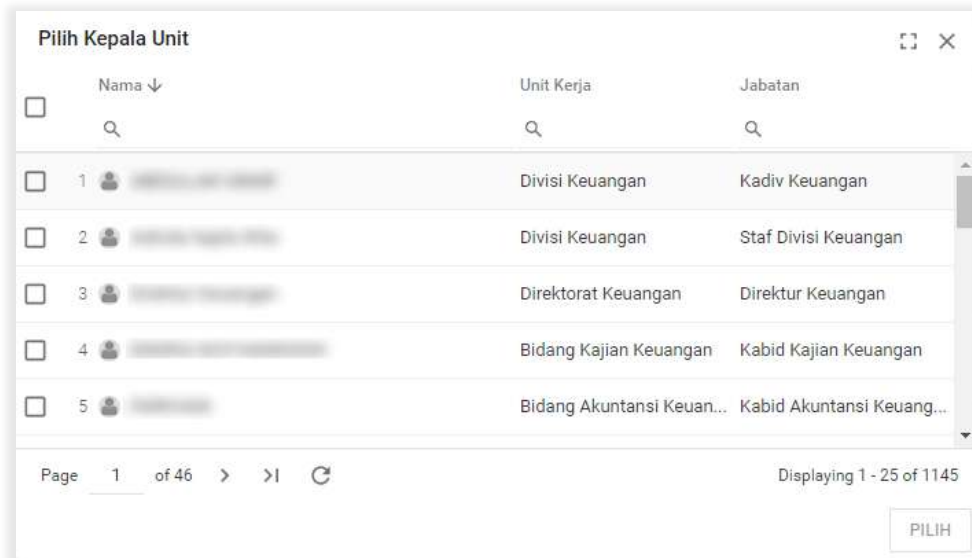 Pilih Kepala Unit
Nama Unit Kerja Jabatan
1 Divisi Keuangan Kadiv Keuangan
2 Divisi Keuangan Staf Divisi Keuangan
3 Direktorat Keuangan Direktur Keuangan
4 Bidang Kajian Keuangan Kabid Kajian Keuangan
5 Bidang Akuntansi Keuan... Kabid Akuntansi Keuang...
Page 1 of 46 Displaying 1 - 25 of 1145
PILIH